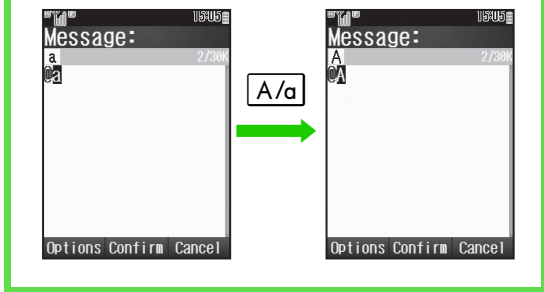 15:05
Message:
a 2/30K
@a
Options Confirm Cancel
A/a
15:05
Message:
A 2/30K
@A
Options Confirm Cancel